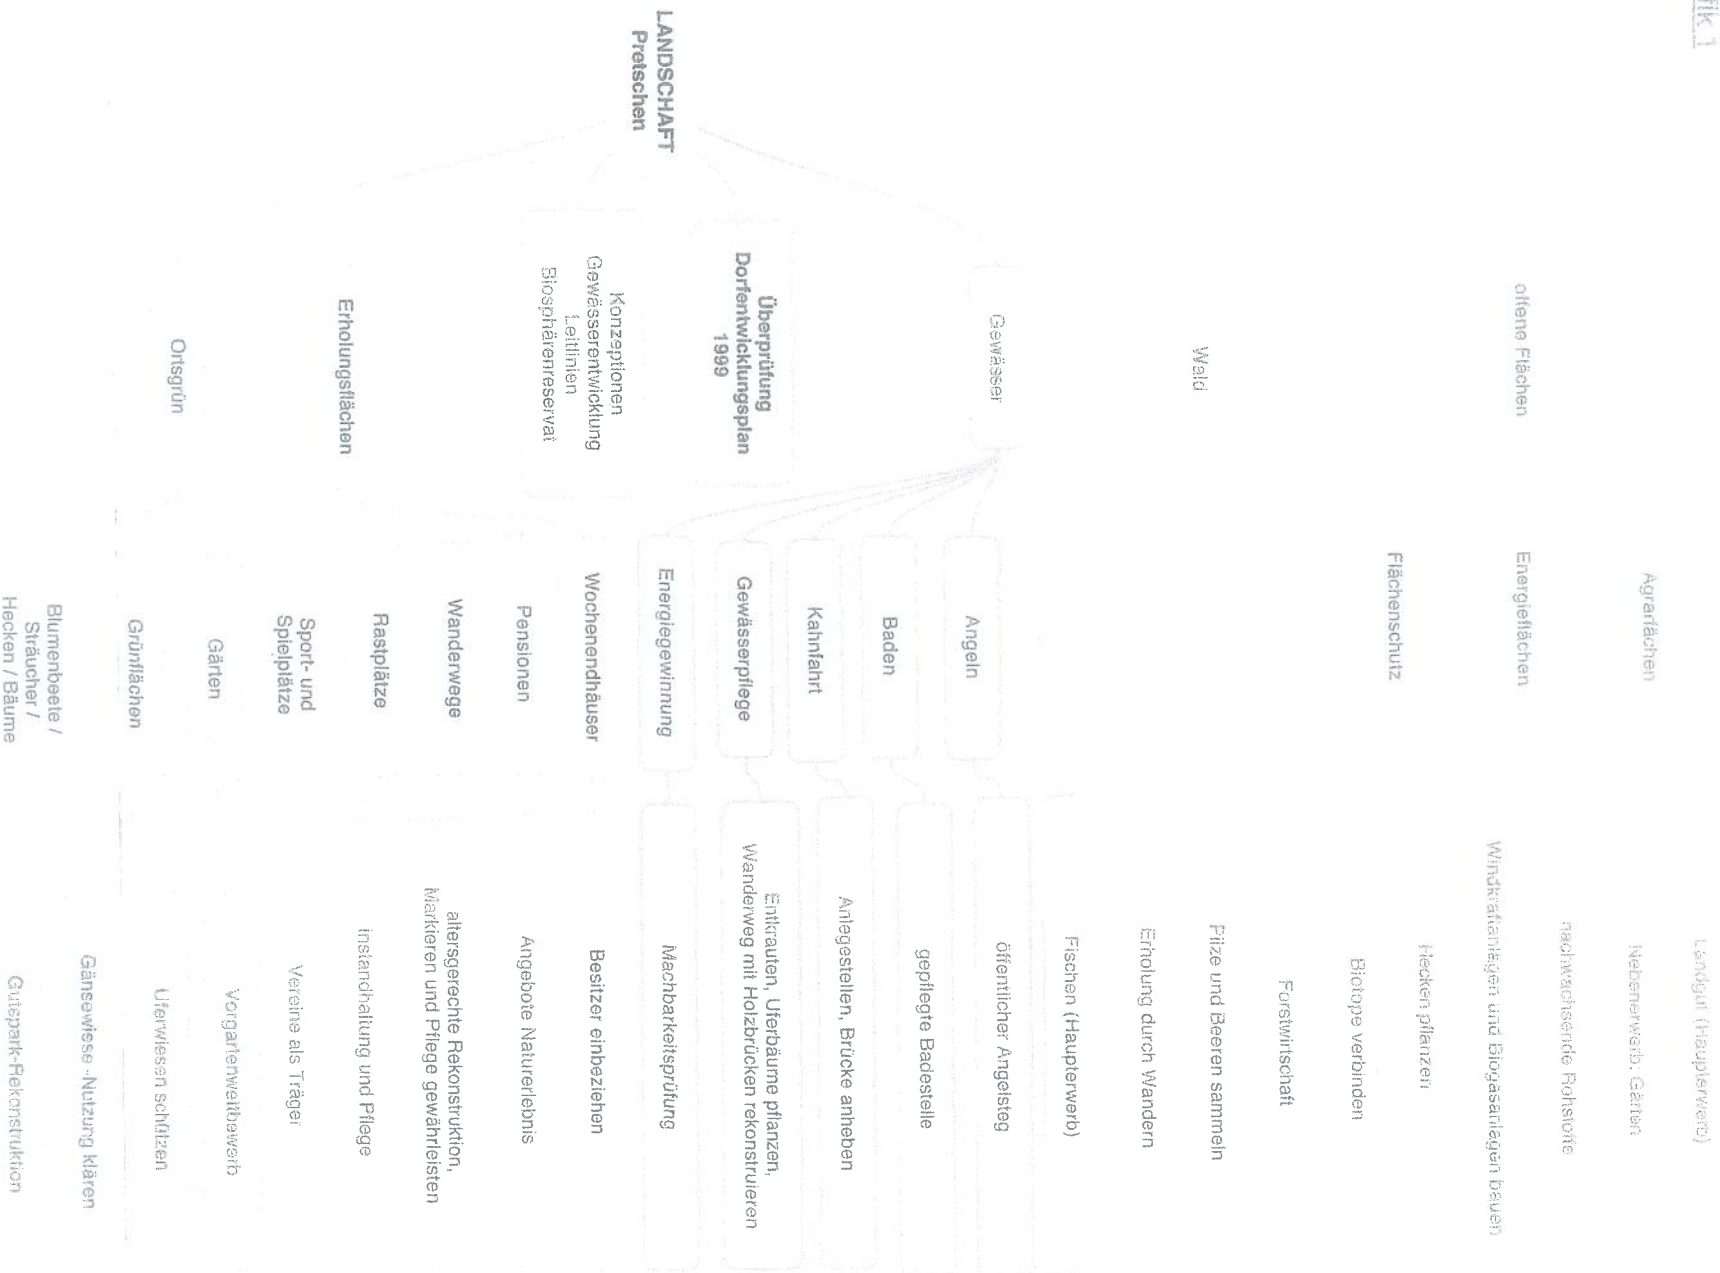 fik 1
LANDSCHAFT
Pretschen
offene Flächen
Wald
Gewässer
Überprüfung
Dorfentwicklungsplan
1999
Konzeptionen
Gewässerentwicklung
Leitlinien
Biosphärenreservat
Erholungsflächen
Ortsgrün
Agrarfächen
Energieflächen
Flächenschutz
Angeln
Baden
Kahnfahrt
Gewässerpflege
Energiegewinnung
Wochenendhäuser
Pensionen
Wanderwege
Rastplätze
Sport- und
Spielplätze
Gärten
Grünflächen
Blumenbeete /
Sträucher /
Hecken / Bäume
Landgut (Haupterwerb)
Nebenerwerb: Gärten
nachwachsende Rohstoffe
Windkraftanlagen und Biogasanlagen bauen
Hecken pflanzen
Biotope verbinden
Forstwirtschaft
Pilze und Beeren sammeln
Erholung durch Wandern
Fischen (Haupterwerb)
öffentlicher Angelsteg
gepflegte Badestelle
Anlegestellen, Brücke anheben
Entkrauten, Uferbäume pflanzen,
Wanderweg mit Holzbrücken rekonstruieren
Machbarkeitsprüfung
Besitzer einbeziehen
Angebote Naturerlebnis
altersgerechte Rekonstruktion,
Markieren und Pflege gewährleisten
Instandhaltung und Pflege
Vereine als Träger
Vorgartenwettbewerb
Uferwiesen schützen
Gänsewiese -Nutzung klären
Gutspark-Rekonstruktion